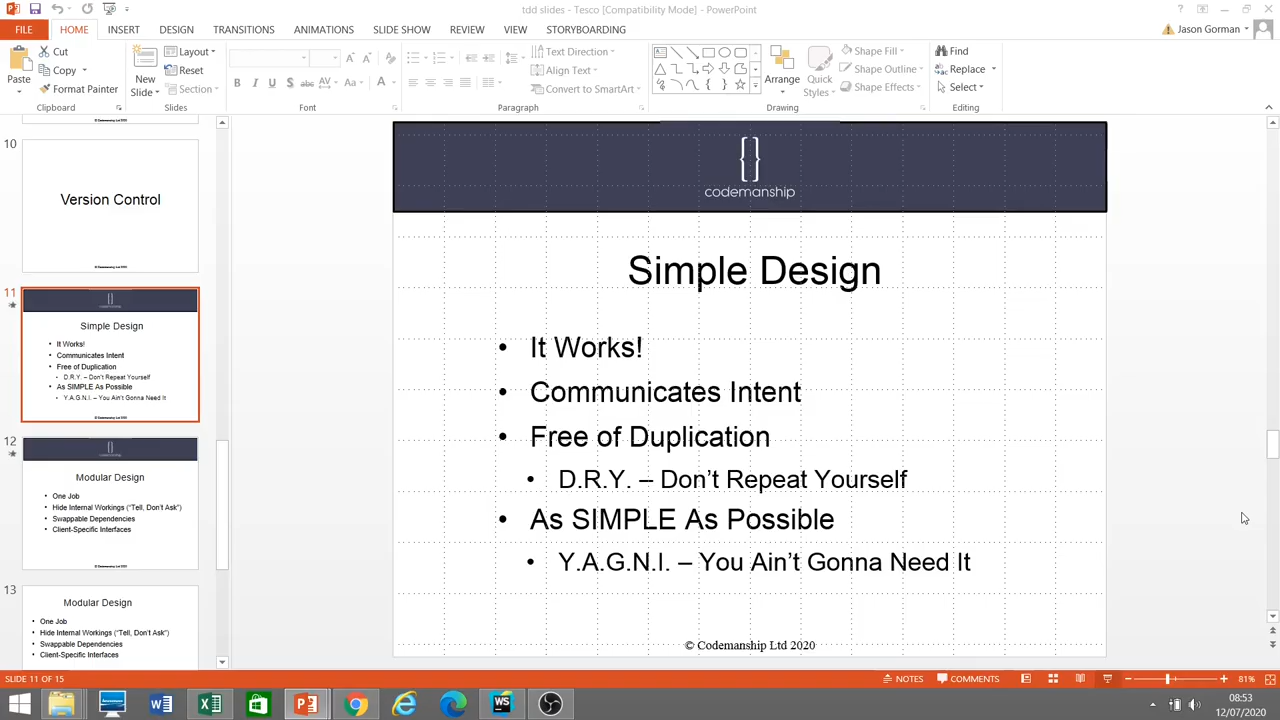 tdd slides - Tesco [Compatibility Mode] - PowerPoint
FILE HOME INSERT DESIGN TRANSITIONS ANIMATIONS SLIDE SHOW REVIEW VIEW STORYBOARDING
Jason Gorman
Paste
Cut
Copy
Format Painter
Clipboard
New Slide
Layout
Reset
Section
Slides
B I U S abc AV Aa A
Font
Text Direction
Align Text
Convert to SmartArt
Paragraph
Arrange
Quick Styles
Shape Fill
Shape Outline
Shape Effects
Drawing
Find
Replace
Select
Editing
10
Version Control
© Codemanship Ltd 2020
11
Simple Design
• It Works!
• Communicates Intent
• Free of Duplication
• D.R.Y. – Don't Repeat Yourself
• As SIMPLE As Possible
• Y.A.G.N.I. – You Ain't Gonna Need It
© Codemanship Ltd 2020
12
Modular Design
• One Job
• Hide Internal Workings ("Tell, Don't Ask")
• Swappable Dependencies
• Client-Specific Interfaces
© Codemanship Ltd 2020
13
Modular Design
• One Job
• Hide Internal Workings ("Tell, Don't Ask")
• Swappable Dependencies
• Client-Specific Interfaces
{}
codemanship
Simple Design
• It Works!
• Communicates Intent
• Free of Duplication
• D.R.Y. – Don't Repeat Yourself
• As SIMPLE As Possible
• Y.A.G.N.I. – You Ain't Gonna Need It
© Codemanship Ltd 2020
SLIDE 11 OF 15
NOTES
COMMENTS
81%
WS
08:53
12/07/2020